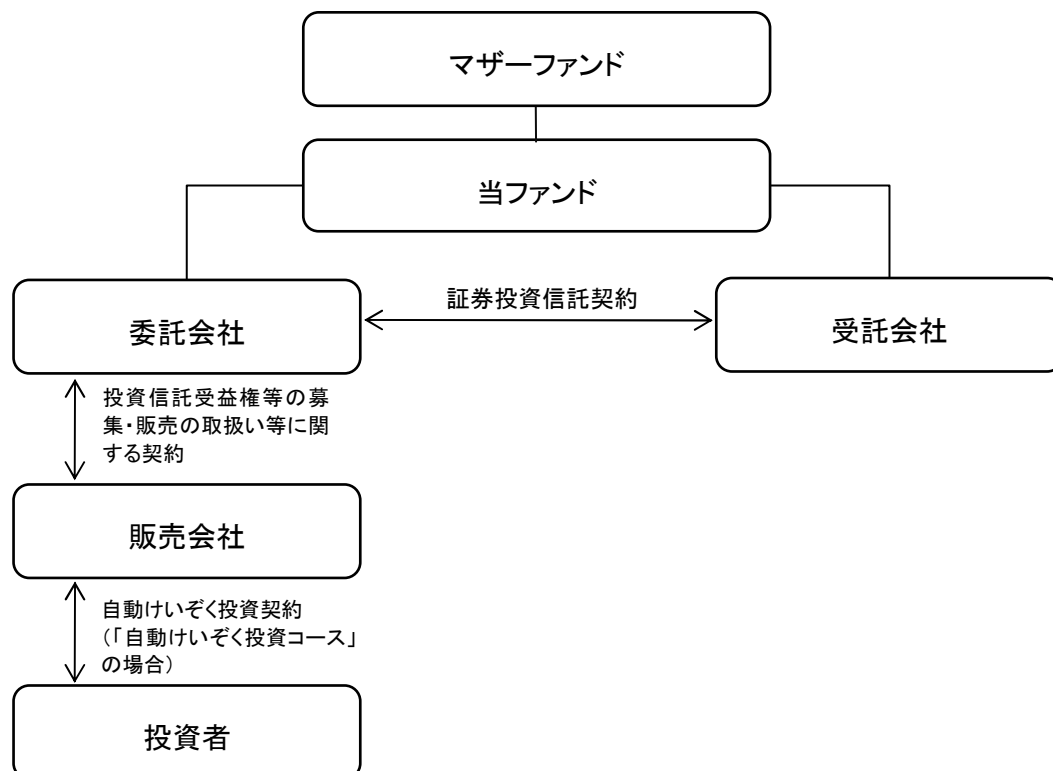 マザーファンド
当ファンド
委託会社
証券投資信託契約
受託会社
投資信託受益権等の募
集・販売の取扱い等に関
する契約
販売会社
自動けいぞく投資契約
(「自動けいぞく投資コース」
の場合)
投資者